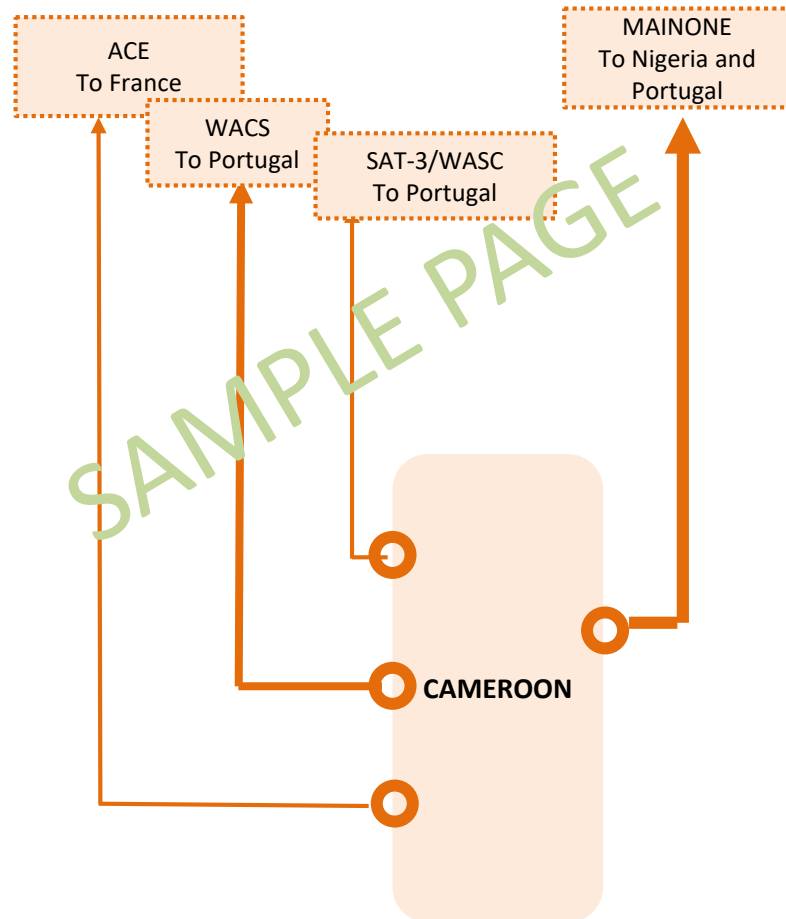 ACE
To France
WACS
To Portugal
SAT-3/WASC
To Portugal
MAINONE
To Nigeria and
Portugal
SAMPLE PAGE
CAMEROON